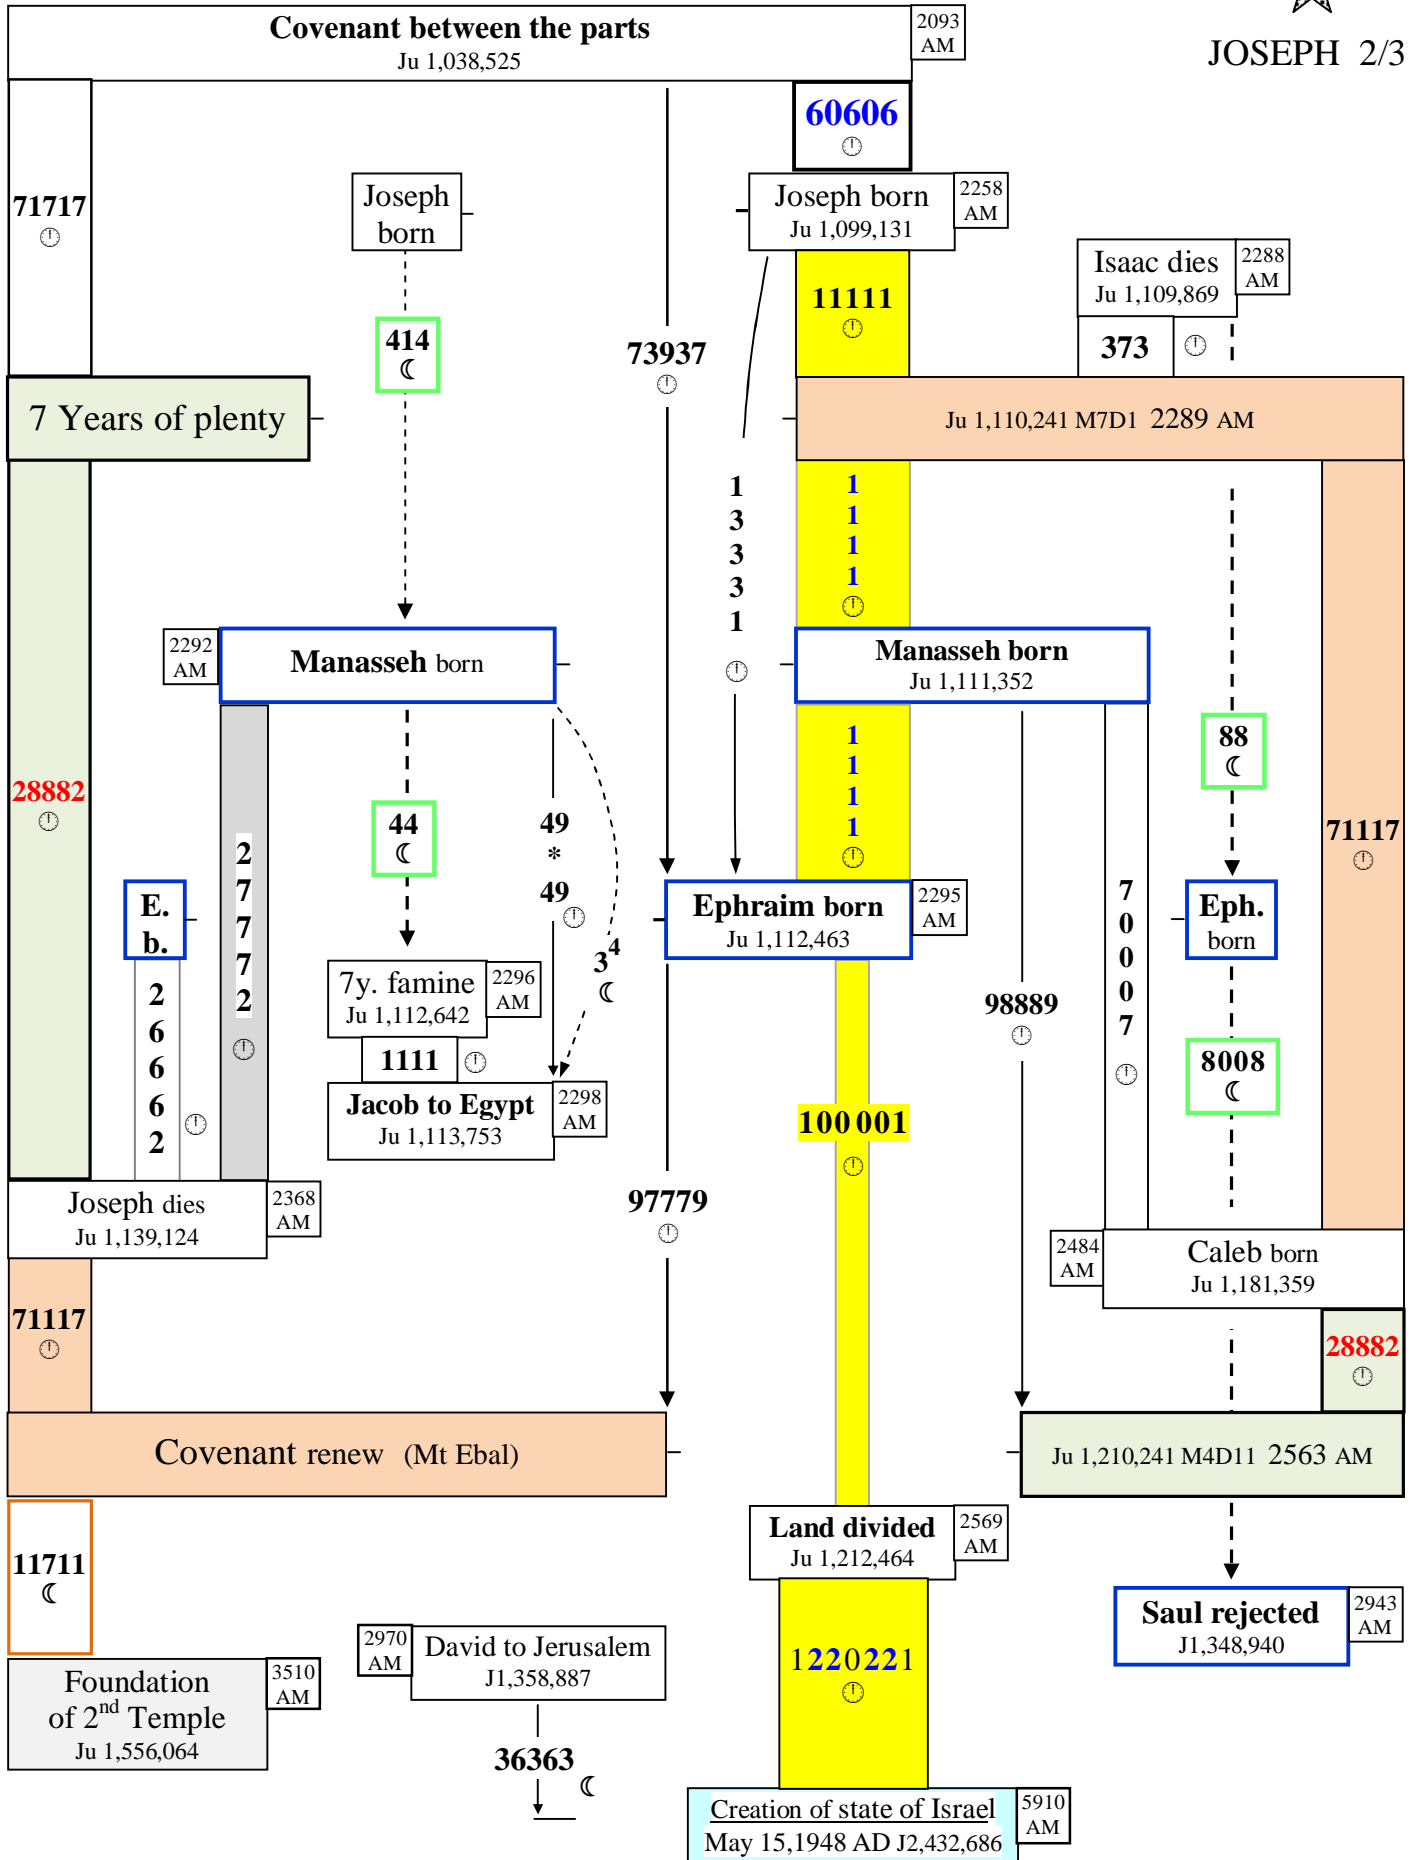 Covenant between the parts
Ju 1,038,525
2093
AM
JOSEPH 2/3
60606
71717
Joseph
born
Joseph born
Ju 1,099,131
2258
AM
Isaac dies
Ju 1,109,869
2288
AM
414
☾
73937
11111
373
7 Years of plenty
Ju 1,110,241 M7D1 2289 AM
1
3
3
3
1
1
1
1
1
2292
AM
Manasseh born
Manasseh born
Ju 1,111,352
28882
2
7
7
7
2
44
☾
49
*
49
3⁴
☾
1
1
1
1
88
☾
71117
E.
b.
Ephraim born
Ju 1,112,463
2295
AM
7
0
0
0
7
Eph.
born
2
6
6
6
2
7y. famine
Ju 1,112,642
2296
AM
1111
Jacob to Egypt
Ju 1,113,753
2298
AM
98889
8008
☾
100 001
Joseph dies
Ju 1,139,124
2368
AM
97779
2484
AM
Caleb born
Ju 1,181,359
71117
28882
Covenant renew (Mt Ebal)
Ju 1,210,241 M4D11 2563 AM
11711
☾
Land divided
Ju 1,212,464
2569
AM
Saul rejected
J1,348,940
2943
AM
Foundation
of 2nd Temple
Ju 1,556,064
3510
AM
2970
AM
David to Jerusalem
J1,358,887
36363
☾
1220221
Creation of state of Israel
May 15,1948 AD J2,432,686
5910
AM